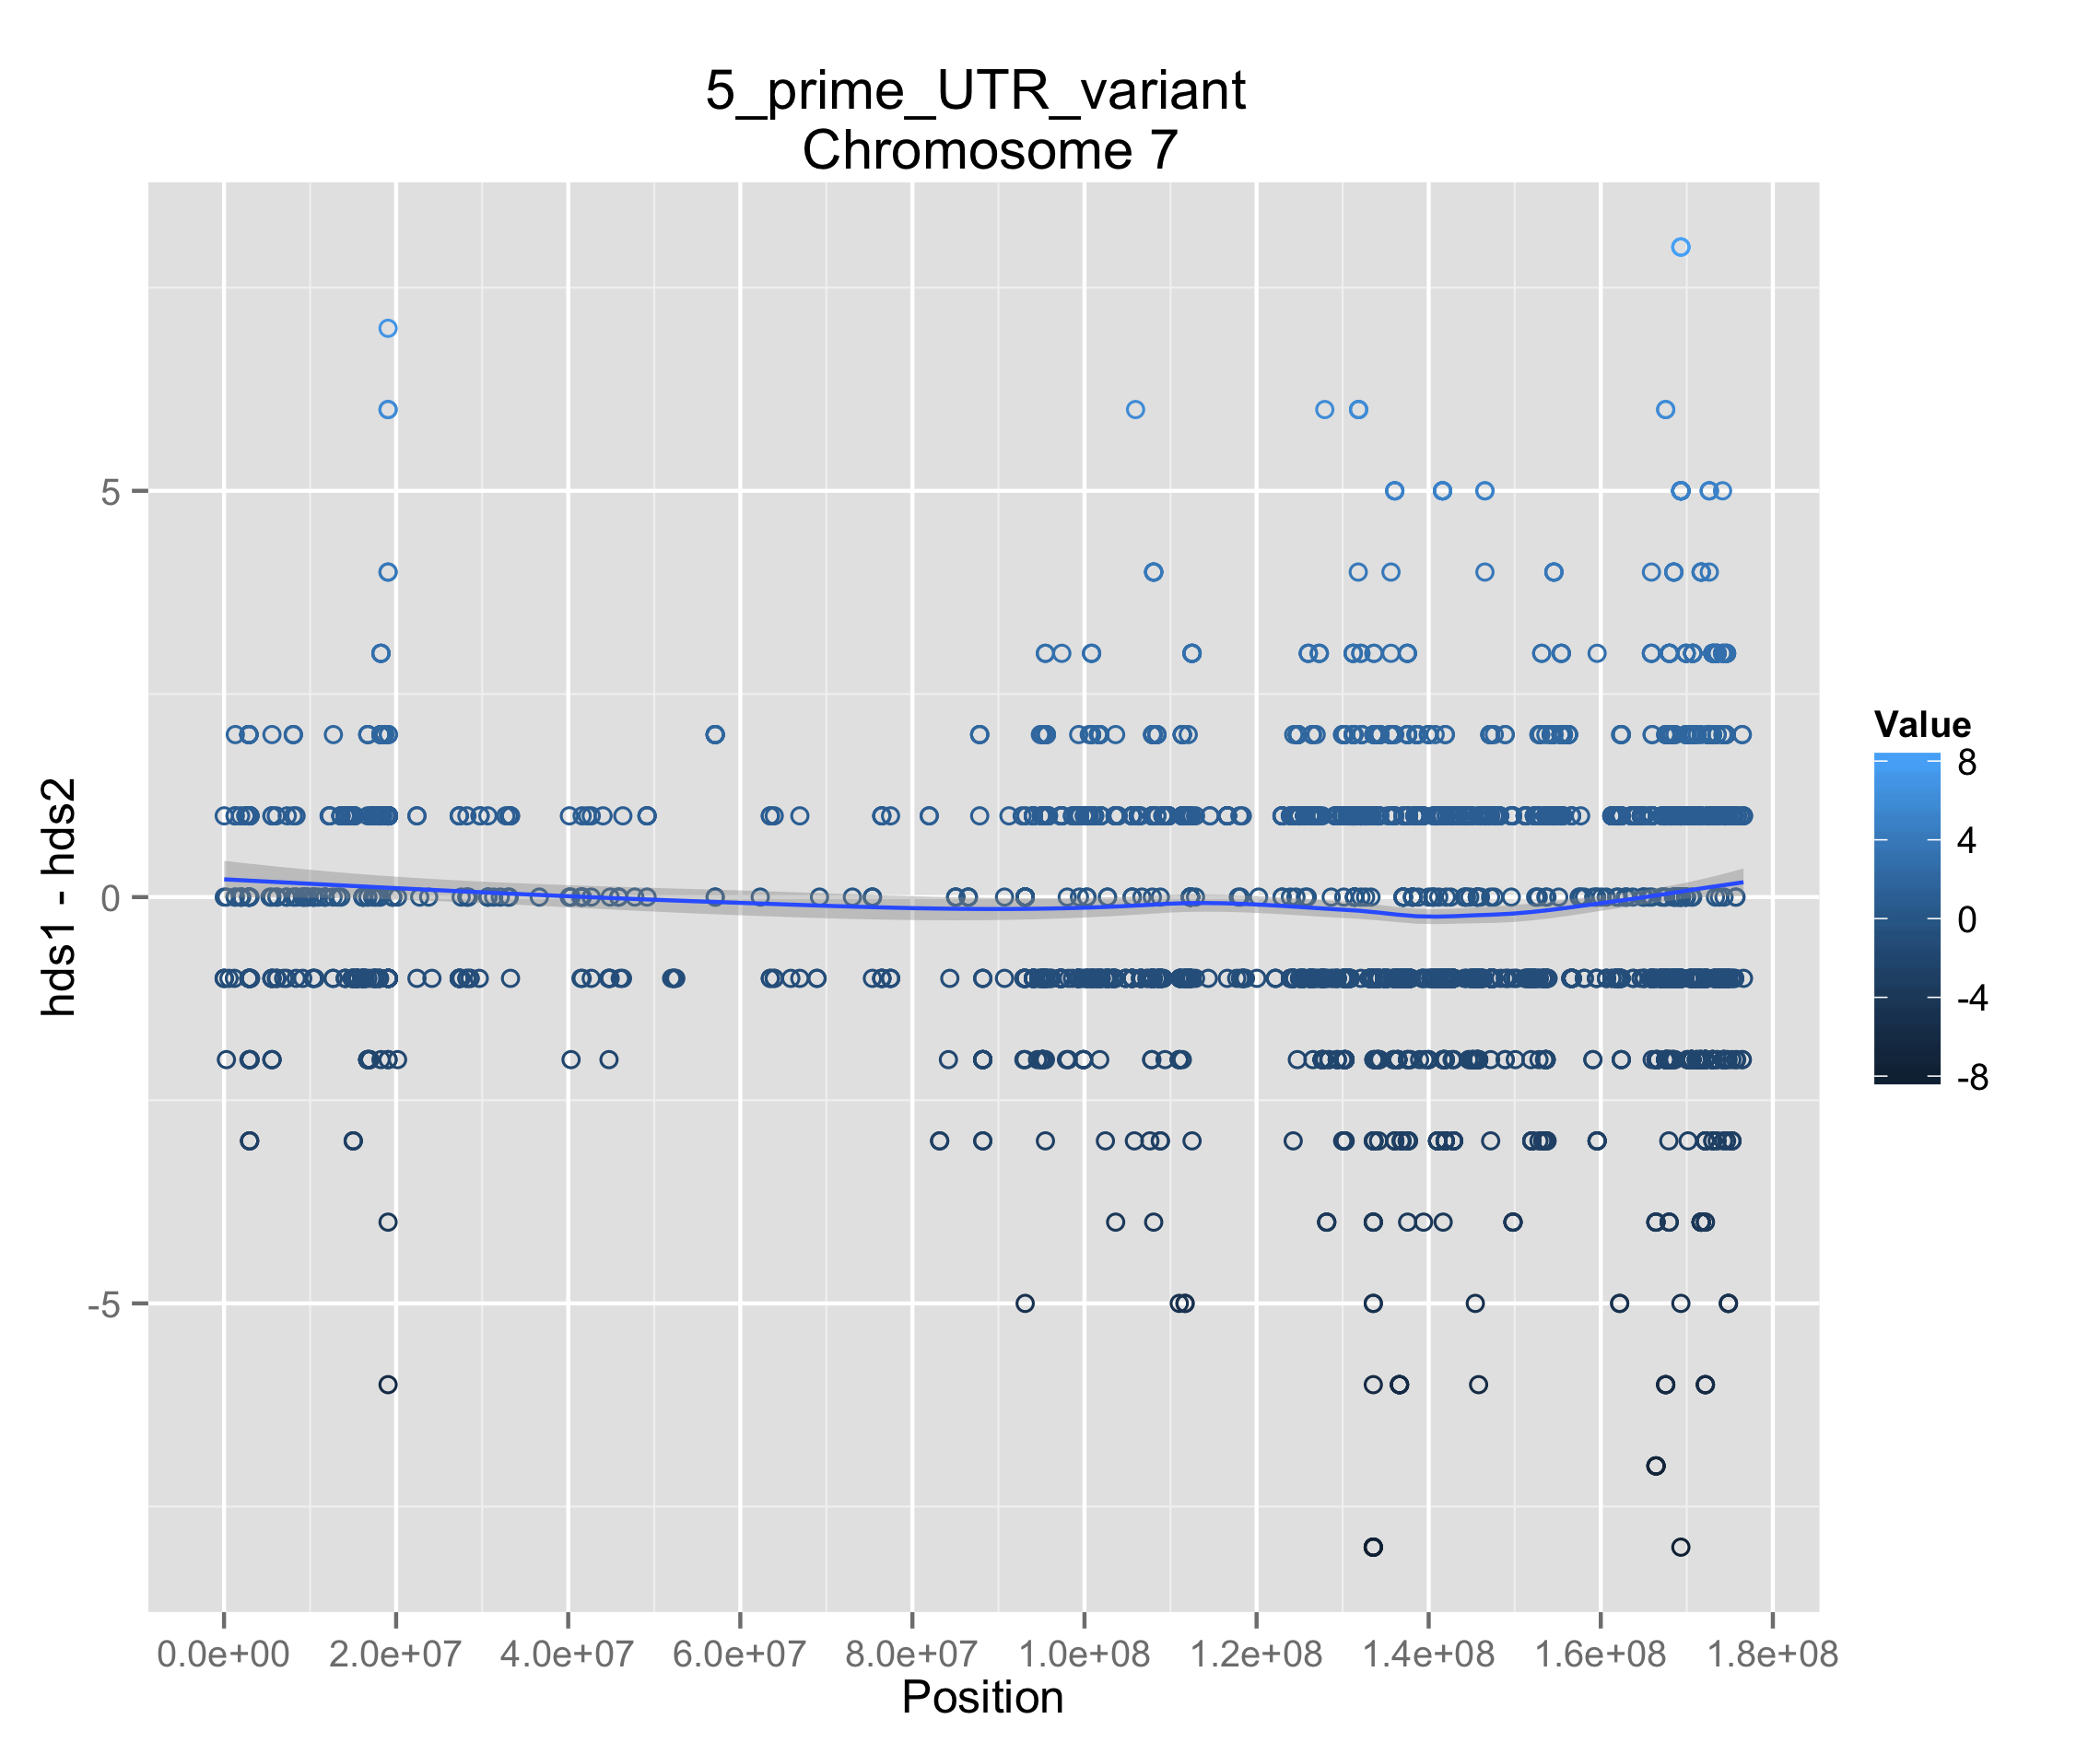 5_prime_UTR_variant
Chromosome 7
hds1 - hds2
5
0
-5
0.0e+00 2.0e+07 4.0e+07 6.0e+07 8.0e+07 1.0e+08 1.2e+08 1.4e+08 1.6e+08 1.8e+08
Position
Value
8
4
0
-4
-8